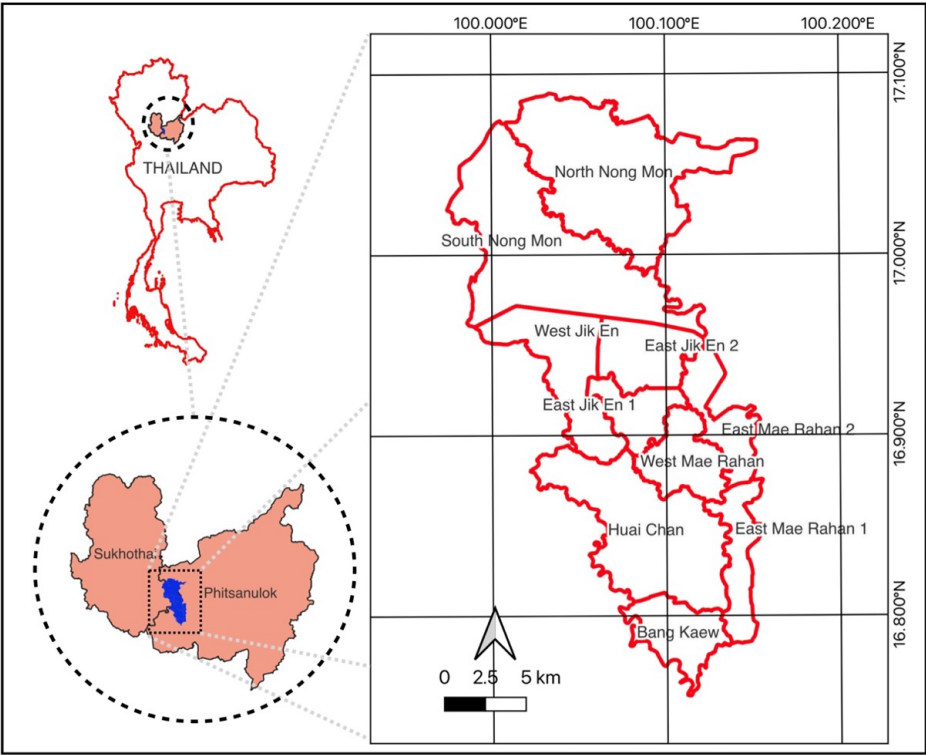 100.000°E
100.100°E
100.200°E
17.100°N
THAILAND
North Nong Mon
South Nong Mon
17.000°N
West Jik En
East Jik En 2
East Jik En 1
East Mae Rahan 2
16.900°N
West Mae Rahan
Huai Chan
East Mae Rahan 1
Sukhothai
Phitsanulok
16.800°N
Bang Kaew
0 2.5 5 km